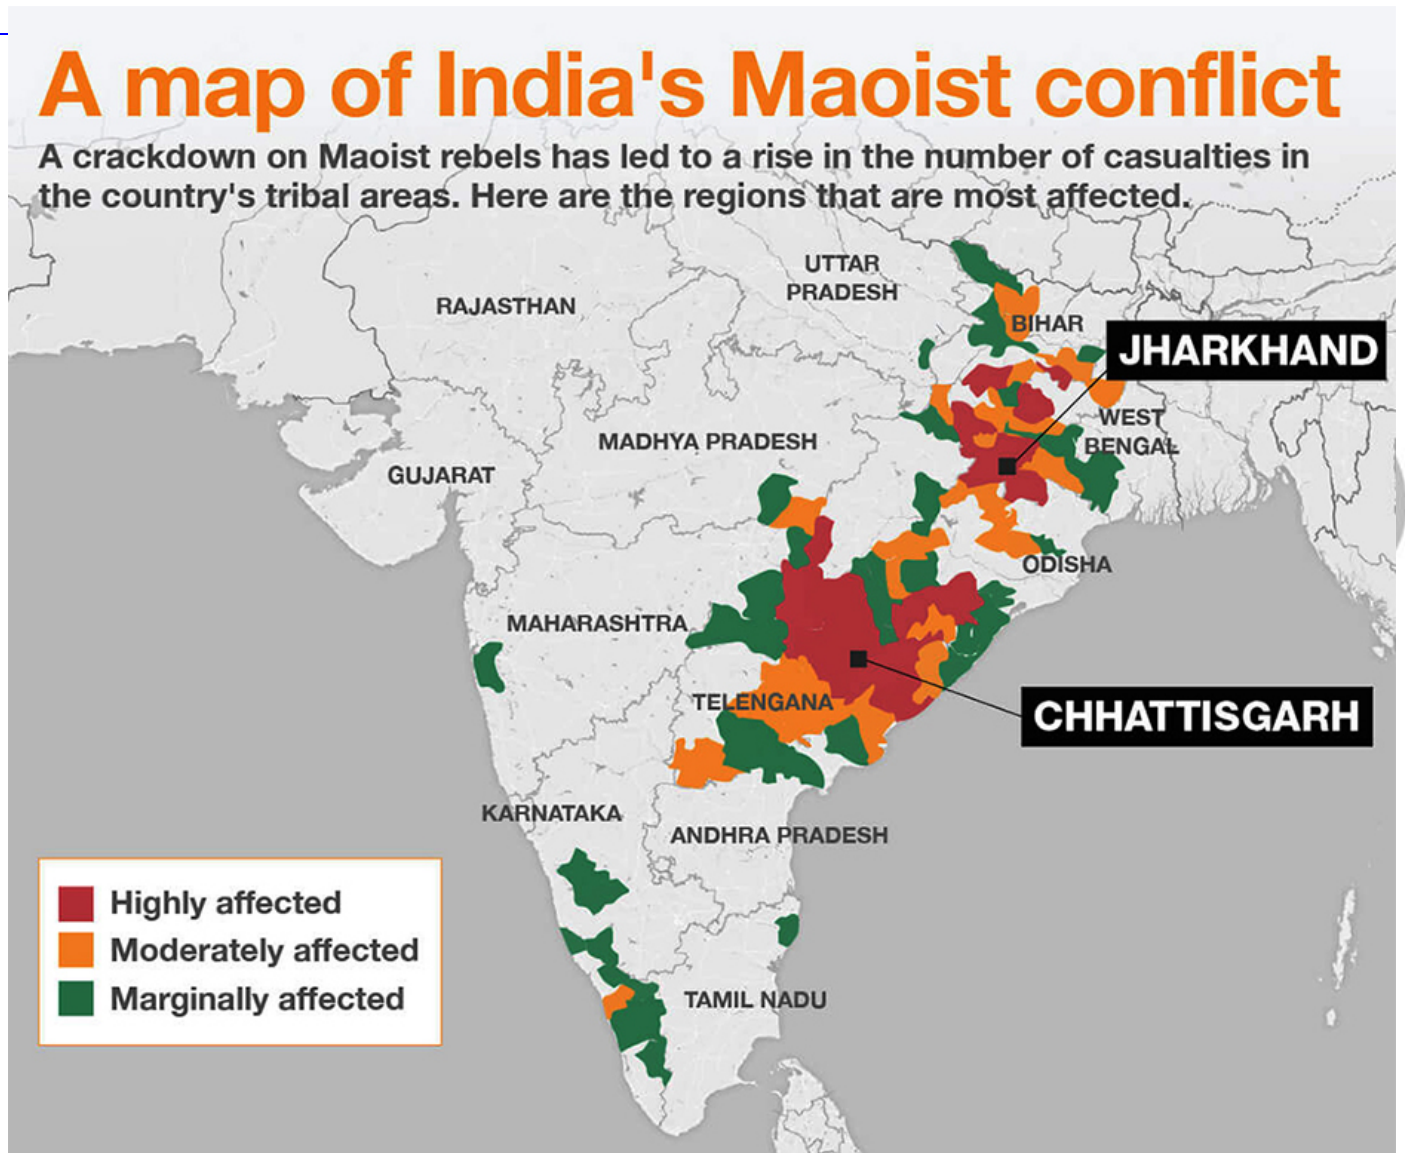 A map of India's Maoist conflict
A crackdown on Maoist rebels has led to a rise in the number of casualties in
the country's tribal areas. Here are the regions that are most affected.
UTTAR
PRADESH
RAJASTHAN
BIHAR
JHARKHAND
WEST
BENGAL
MADHYA PRADESH
GUJARAT
ODISHA
MAHARASHTRA
TELENGANA
CHHATTISGARH
KARNATAKA
ANDHRA PRADESH
Highly affected
Moderately affected
Marginally affected
TAMIL NADU